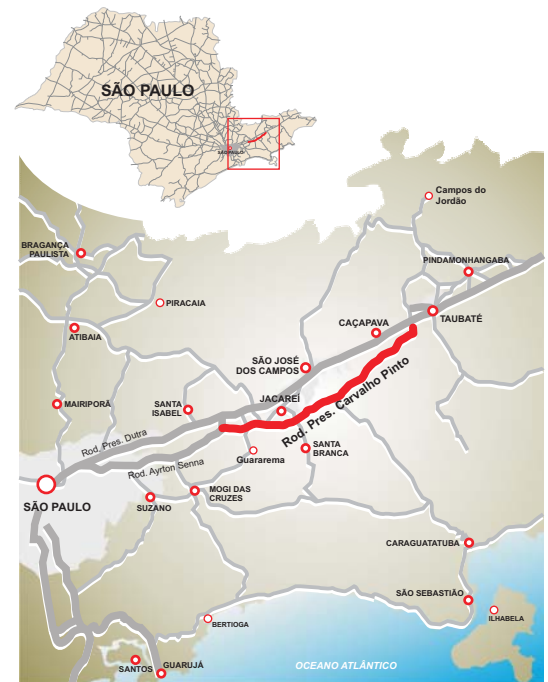 SÃO PAULO
SÃO PAULO
Campos do
Jordão
BRAGANÇA
PAULISTA
PINDAMONHANGABA
PIRACAIA
TAUBATÉ
CAÇAPAVA
ATIBAIA
SÃO JOSÉ
DOS CAMPOS
Rod. Pres. Carvalho Pinto
JACAREÍ
MAIRIPORÃ
SANTA
ISABEL
Rod. Pres. Dutra
SANTA
BRANCA
Guararema
Rod. Ayrton Senna
MOGI DAS
CRUZES
SÃO PAULO
SUZANO
CARAGUATATUBA
SÃO SEBASTIÃO
ILHABELA
BERTIOGA
OCEANO ATLÂNTICO
SANTOS
GUARUJÁ